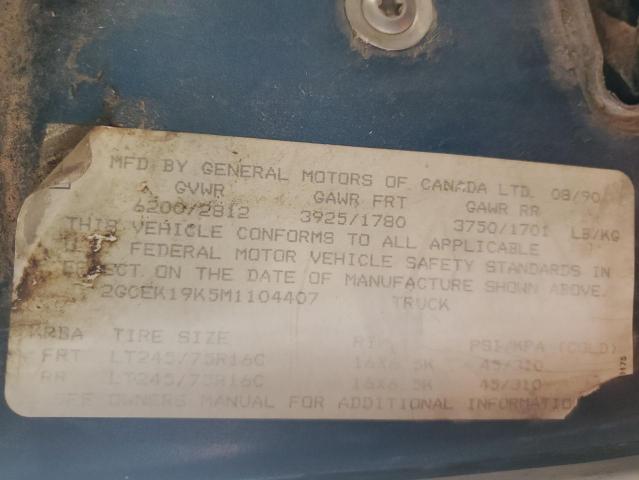 MFD BY GENERAL MOTORS OF CANADA LTD. 08/90
GVWR GAWR FRT GAWR RR
6200/2812 3925/1780 3750/1701 LB/KG
THIS VEHICLE CONFORMS TO ALL APPLICABLE
FEDERAL MOTOR VEHICLE SAFETY STANDARDS IN
EFFECT ON THE DATE OF MANUFACTURE SHOWN ABOVE.
2GCEK19K5M1104407 TRUCK
TIRE SIZE PSI/KPA (COLD)
FRT LT245/75R16C 16X6.5K 45/310
RR LT245/75R16C 16X6.5K 45/310
SEE OWNERS MANUAL FOR ADDITIONAL INFORMATIO